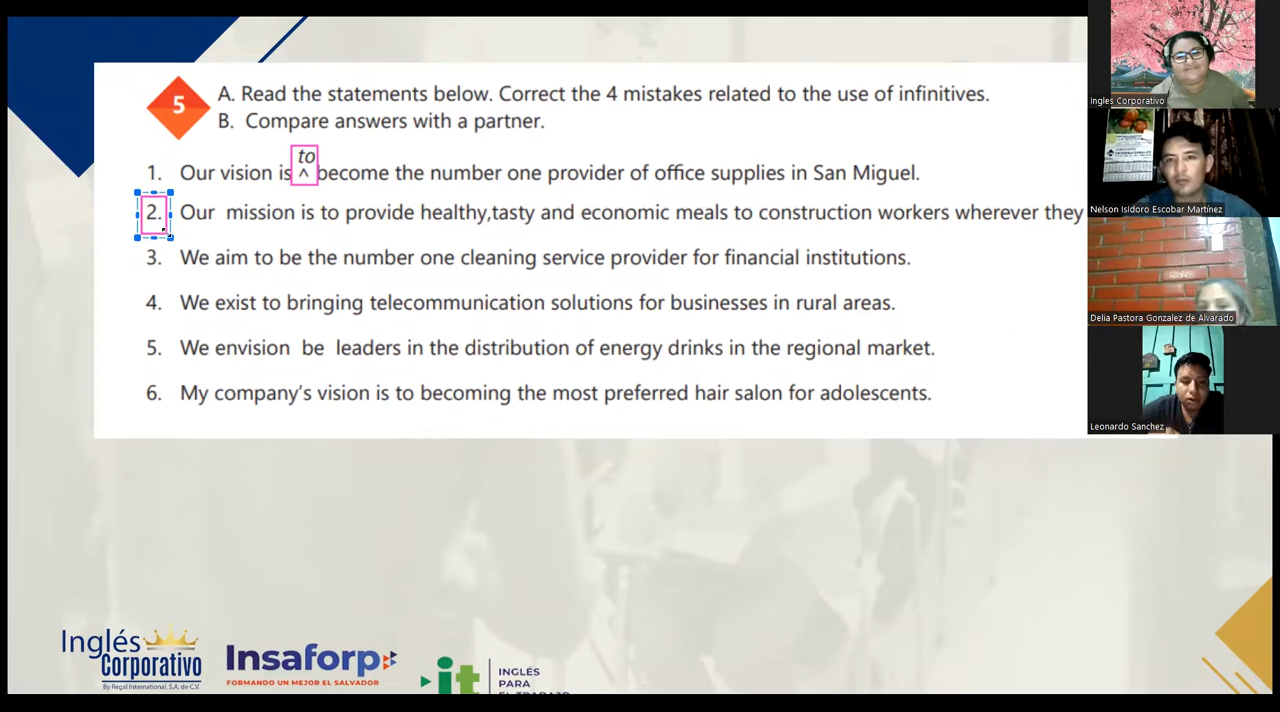 5
A. Read the statements below. Correct the 4 mistakes related to the use of infinitives.
B. Compare answers with a partner.
to
^
1. Our vision is become the number one provider of office supplies in San Miguel.
2. Our mission is to provide healthy,tasty and economic meals to construction workers wherever they
3. We aim to be the number one cleaning service provider for financial institutions.
4. We exist to bringing telecommunication solutions for businesses in rural areas.
5. We envision be leaders in the distribution of energy drinks in the regional market.
6. My company's vision is to becoming the most preferred hair salon for adolescents.
Ingles Corporativo
Nelson Isidoro Escobar Martínez
Delia Pastora Gonzalez de Alvarado
Leonardo Sanchez
Inglés
Corporativo
By Regal International, S.A. de C.V.
Insaforp
FORMANDO UN MEJOR EL SALVADOR
it
INGLÉS
PARA
EL TRABAJO